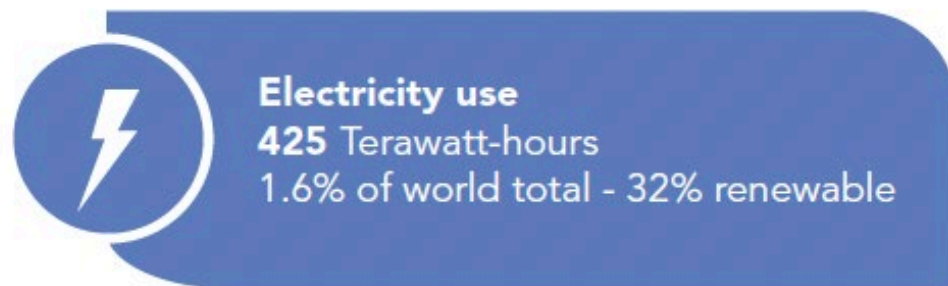 Electricity use
425 Terawatt-hours
1.6% of world total - 32% renewable